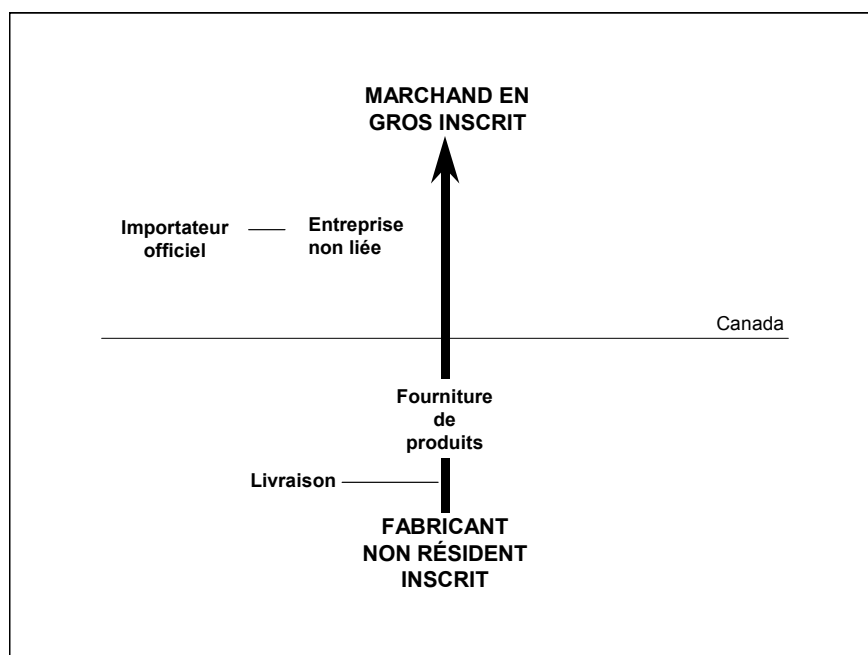 MARCHAND EN
GROS INSCRIT
Importateur
officiel
Entreprise
non liée
Canada
Fourniture
de
produits
Livraison
FABRICANT
NON RÉSIDENT
INSCRIT